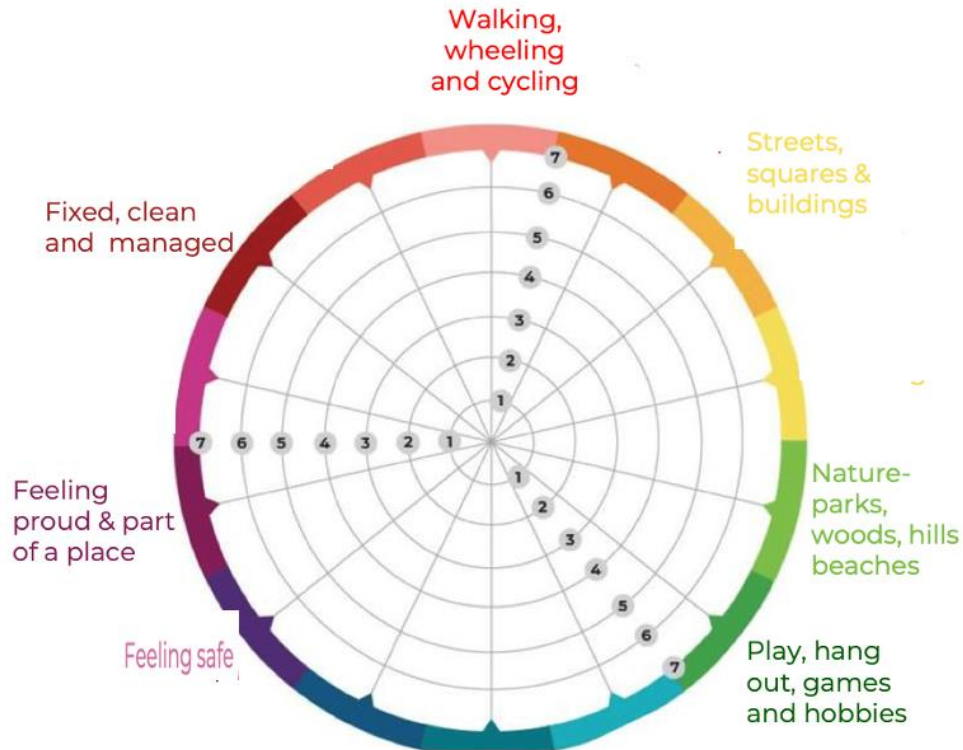 Walking,
wheeling
and cycling
Streets,
squares &
buildings
Fixed, clean
and managed
7
6
5
4
3
2
1
7 6 5 4 3 2 1
1
2
3
4
5
6
7
Nature-
parks,
woods, hills
beaches
Feeling
proud & part
of a place
Feeling safe
Play, hang
out, games
and hobbies